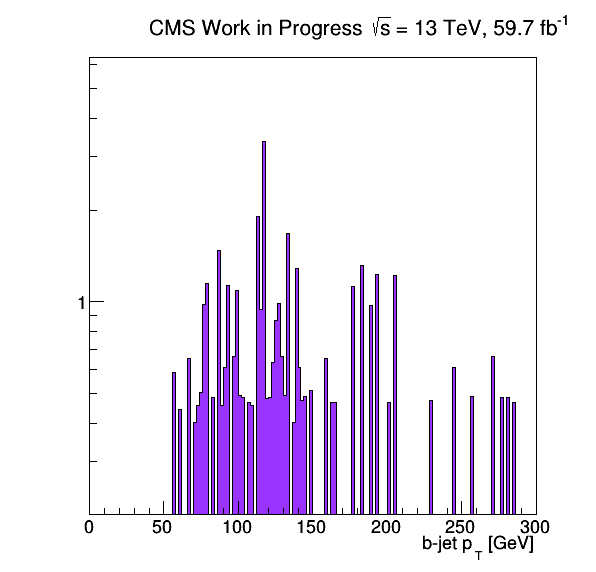 CMS Work in Progress √s = 13 TeV, 59.7 fb⁻¹
1
0 50 100 150 200 250 300
b-jet p_T [GeV]